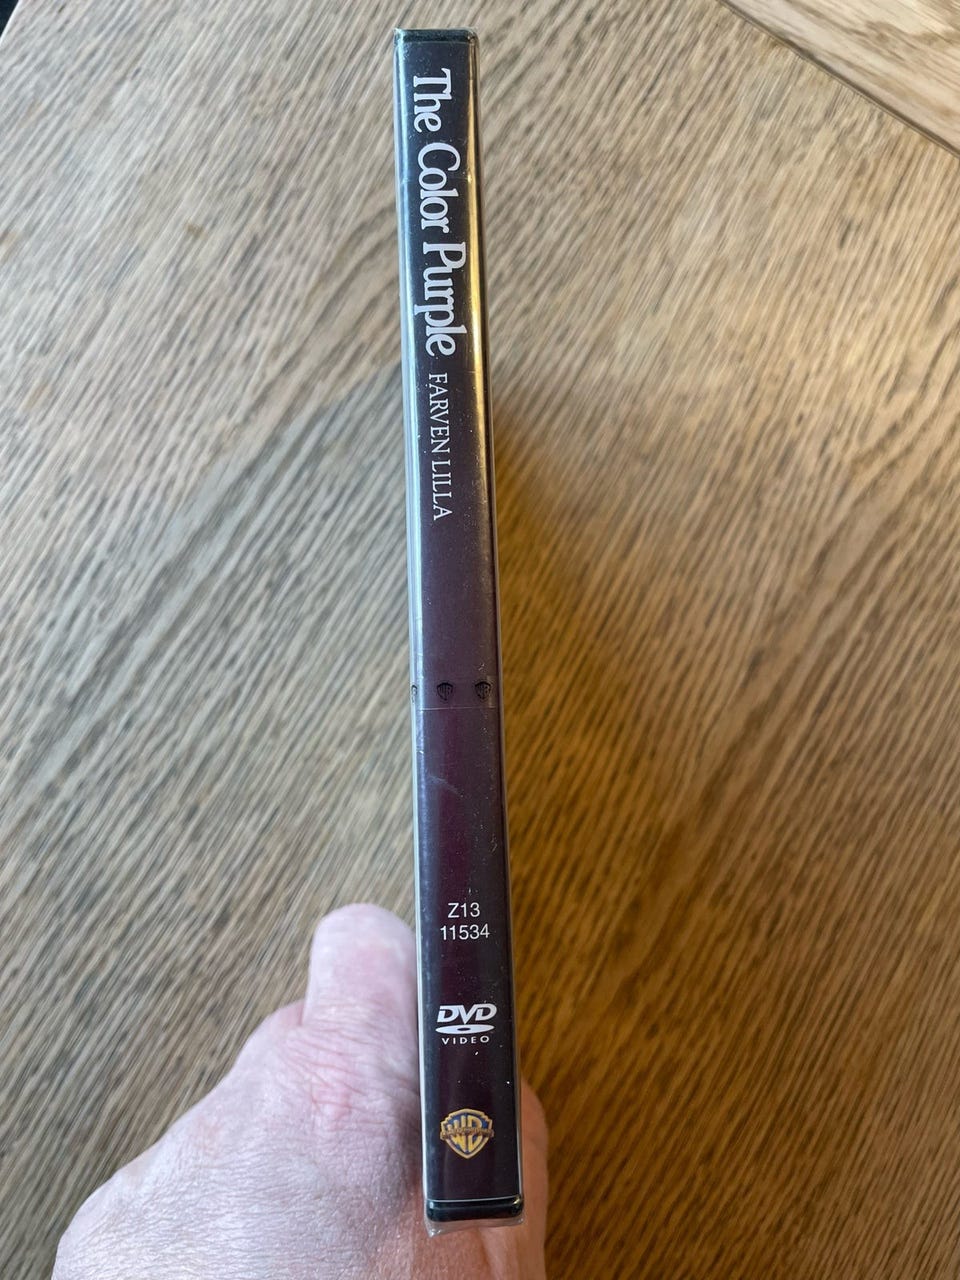 The Color Purple FARVEN LILLA
Z13
11534
DVD
VIDEO
WB